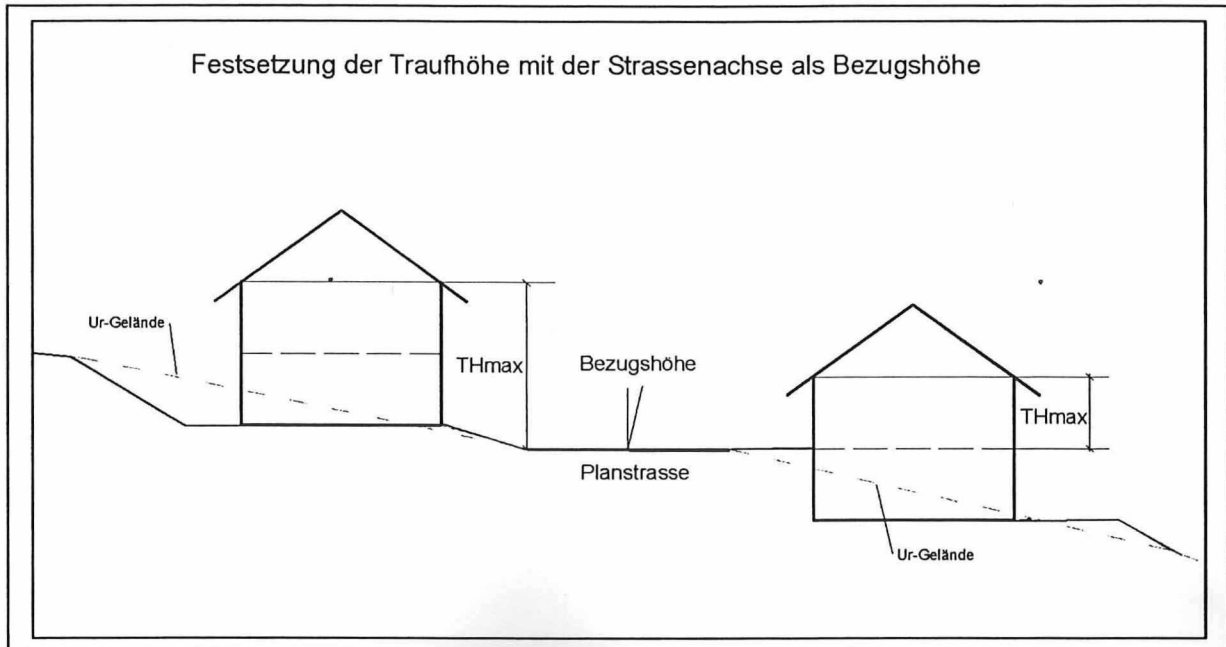 Festsetzung der Traufhöhe mit der Strassenachse als Bezugshöhe
Ur-Gelände
THmax
Bezugshöhe
THmax
Planstrasse
Ur-Gelände